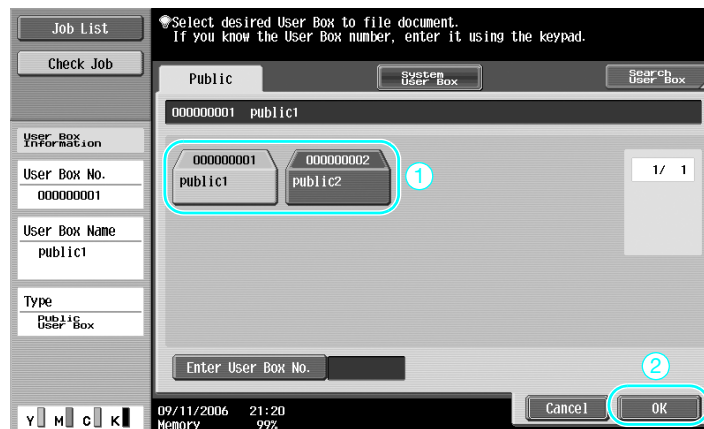 Job List
Check Job
Select desired User Box to file document.
If you know the User Box number, enter it using the keypad.
Public
System
User Box
Search
User Box
000000001 public1
User Box
Information
User Box No.
000000001
User Box Name
public1
Type
Public
User Box
000000001
public1
000000002
public2
1
1/ 1
Enter User Box No.
2
Cancel
OK
Y M C K
09/11/2006 21:20
Memory 99%